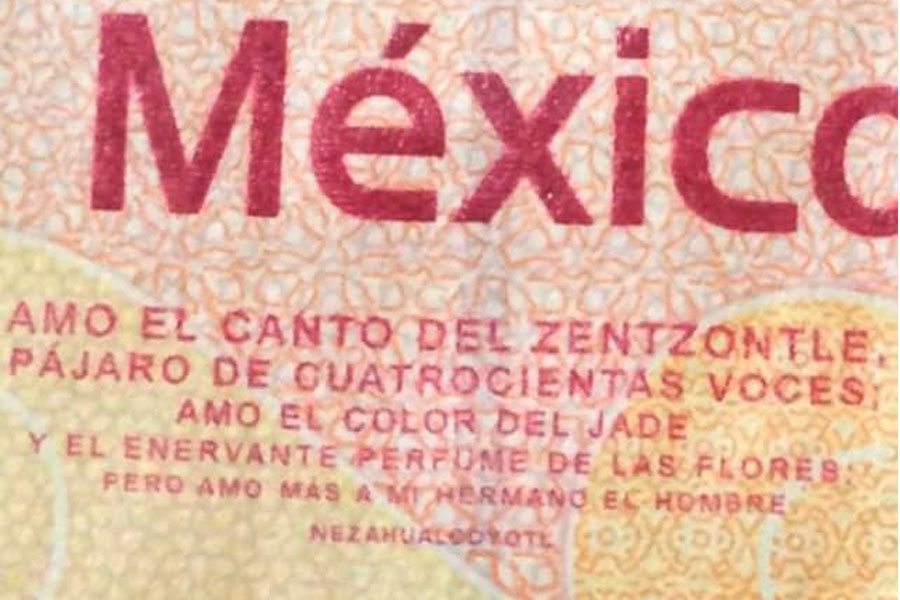 México
AMO EL CANTO DEL ZENTZONTLE,
PÁJARO DE CUATROCIENTAS VOCES;
AMO EL COLOR DEL JADE
Y EL ENERVANTE PERFUME DE LAS FLORES;
PERO AMO MÁS A MI HERMANO EL HOMBRE
NEZAHUALCÓYOTL